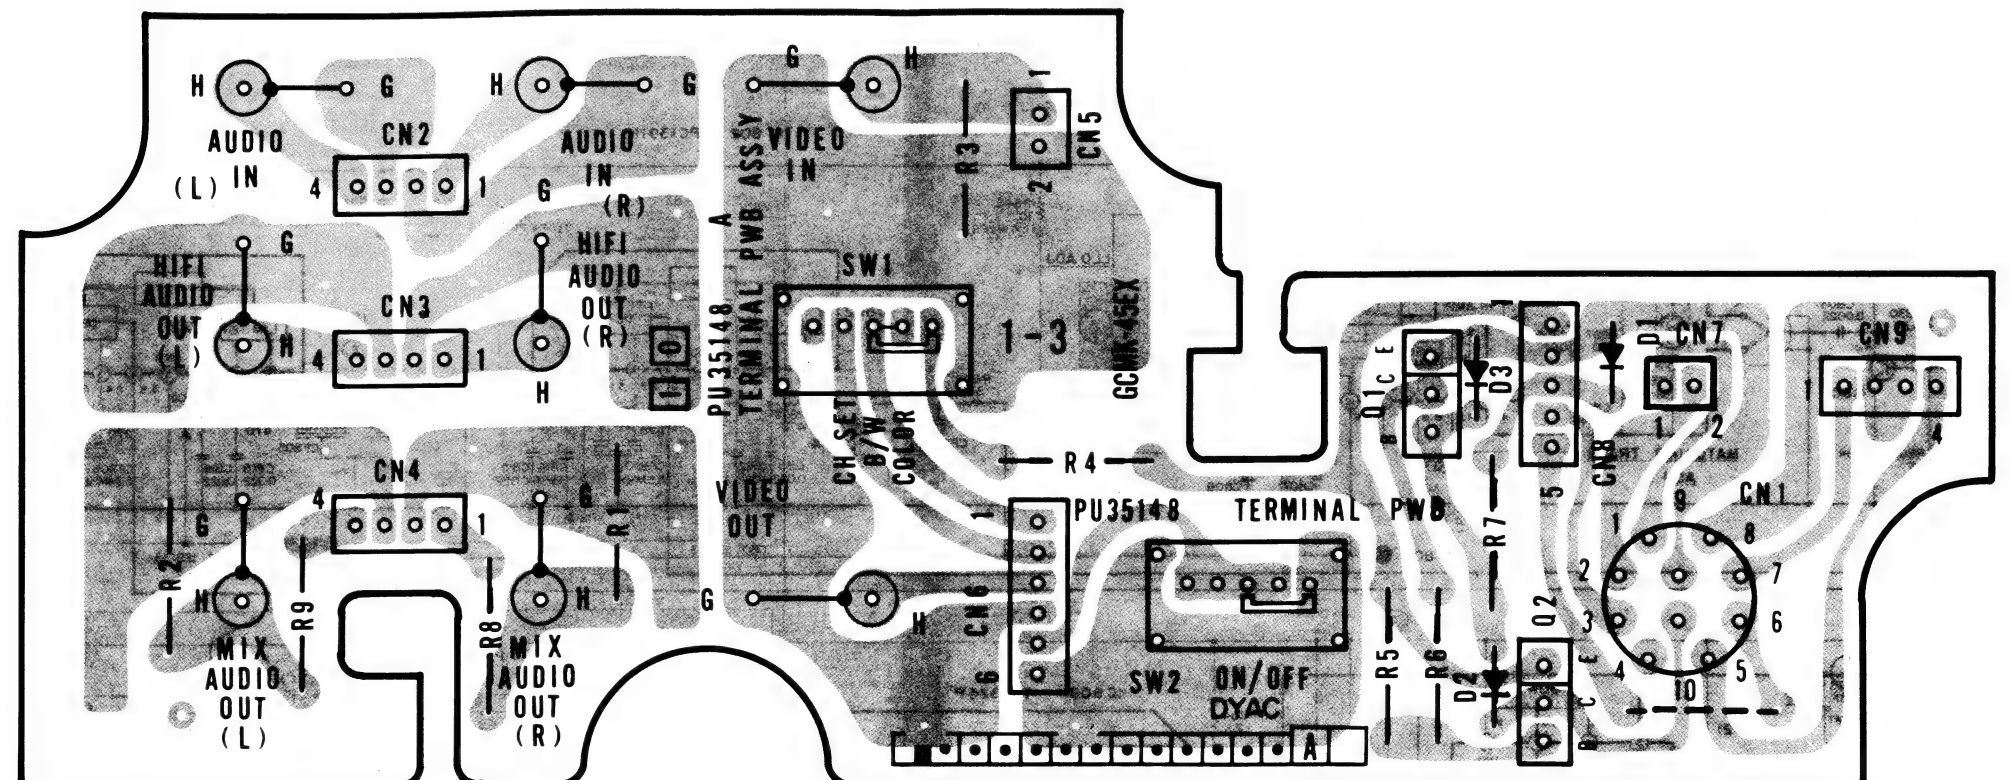 H
G
AUDIO
IN
(L)
CN2
4
1
H
G
AUDIO
IN
(R)
G
G
H
VIDEO
IN
R3
1
CN5
2
G
HIFI
AUDIO
OUT
(L)
H
CN3
4
1
HIFI
AUDIO
OUT
(R)
H
0
1
PU35148 A
TERMINAL PWB ASSY
SW1
1-3
GCMK-45EX
CH SET
B/W
COLOR
R4
VIDEO
OUT
G
H
CN4
4
1
R2
G
H
R9
MIX
AUDIO
OUT
(L)
R8
G
H
R1
MIX
AUDIO
OUT
(R)
1
CN6
6
PU35148 TERMINAL PWB
SW2 ON/OFF
DYAC
A
Q1
E
C
B
D3
1
5
CN8
D1
CN7
1
2
CN9
1
4
R7
R5
R6
D2
Q2
E
C
B
CN1
1
2
3
4
5
6
7
8
9
10